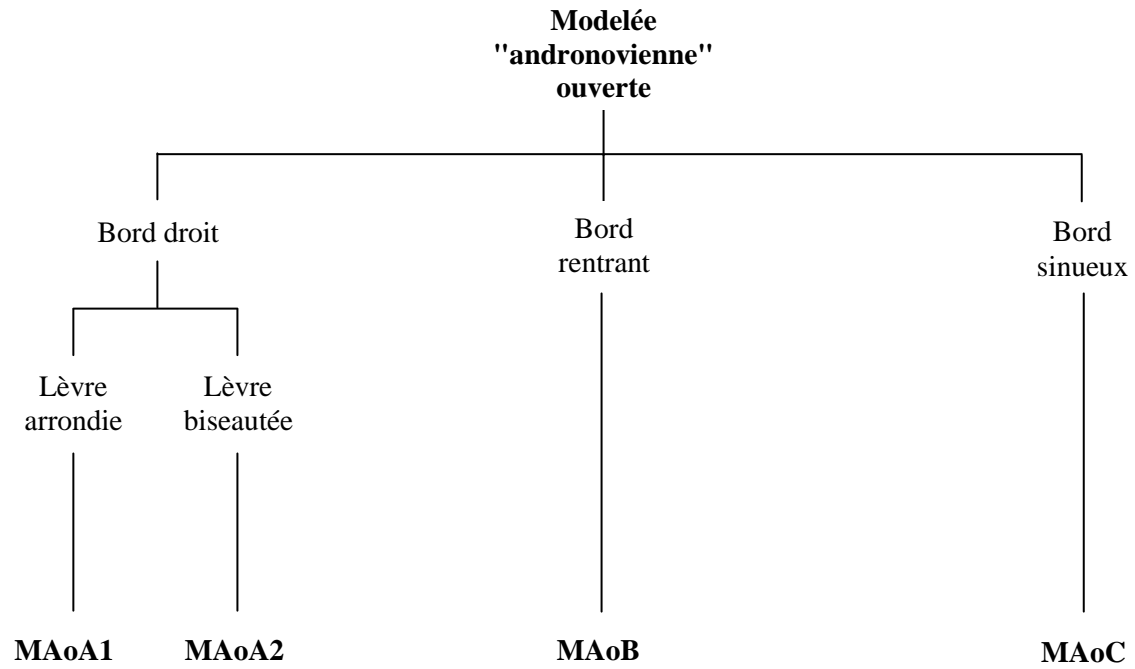 Modelée
"andronovienne"
ouverte
Bord droit
Bord
rentrant
Bord
sinueux
Lèvre
arrondie
Lèvre
biseautée
MAoA1
MAoA2
MAoB
MAoC